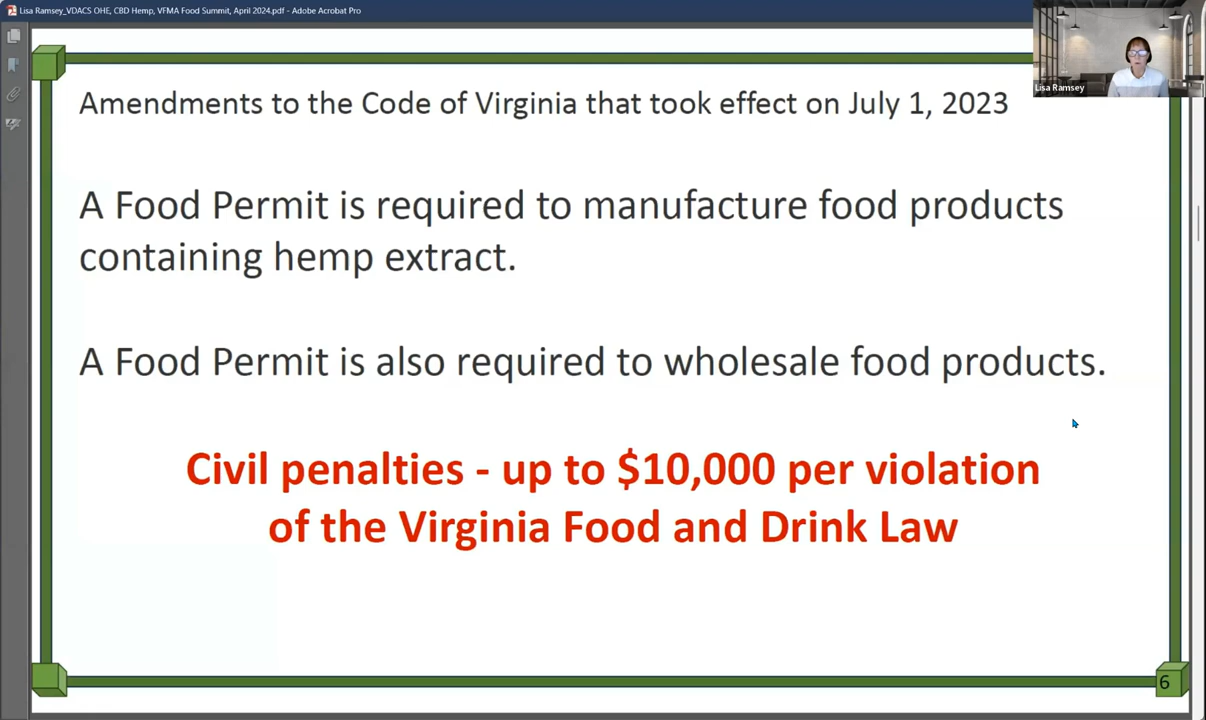 Lisa Ramsey_VDACS OHE, CBD Hemp, VFMA Food Summit, April 2024.pdf - Adobe Acrobat Pro
Lisa Ramsey
Amendments to the Code of Virginia that took effect on July 1, 2023
A Food Permit is required to manufacture food products
containing hemp extract.
A Food Permit is also required to wholesale food products.
Civil penalties - up to $10,000 per violation
of the Virginia Food and Drink Law
6